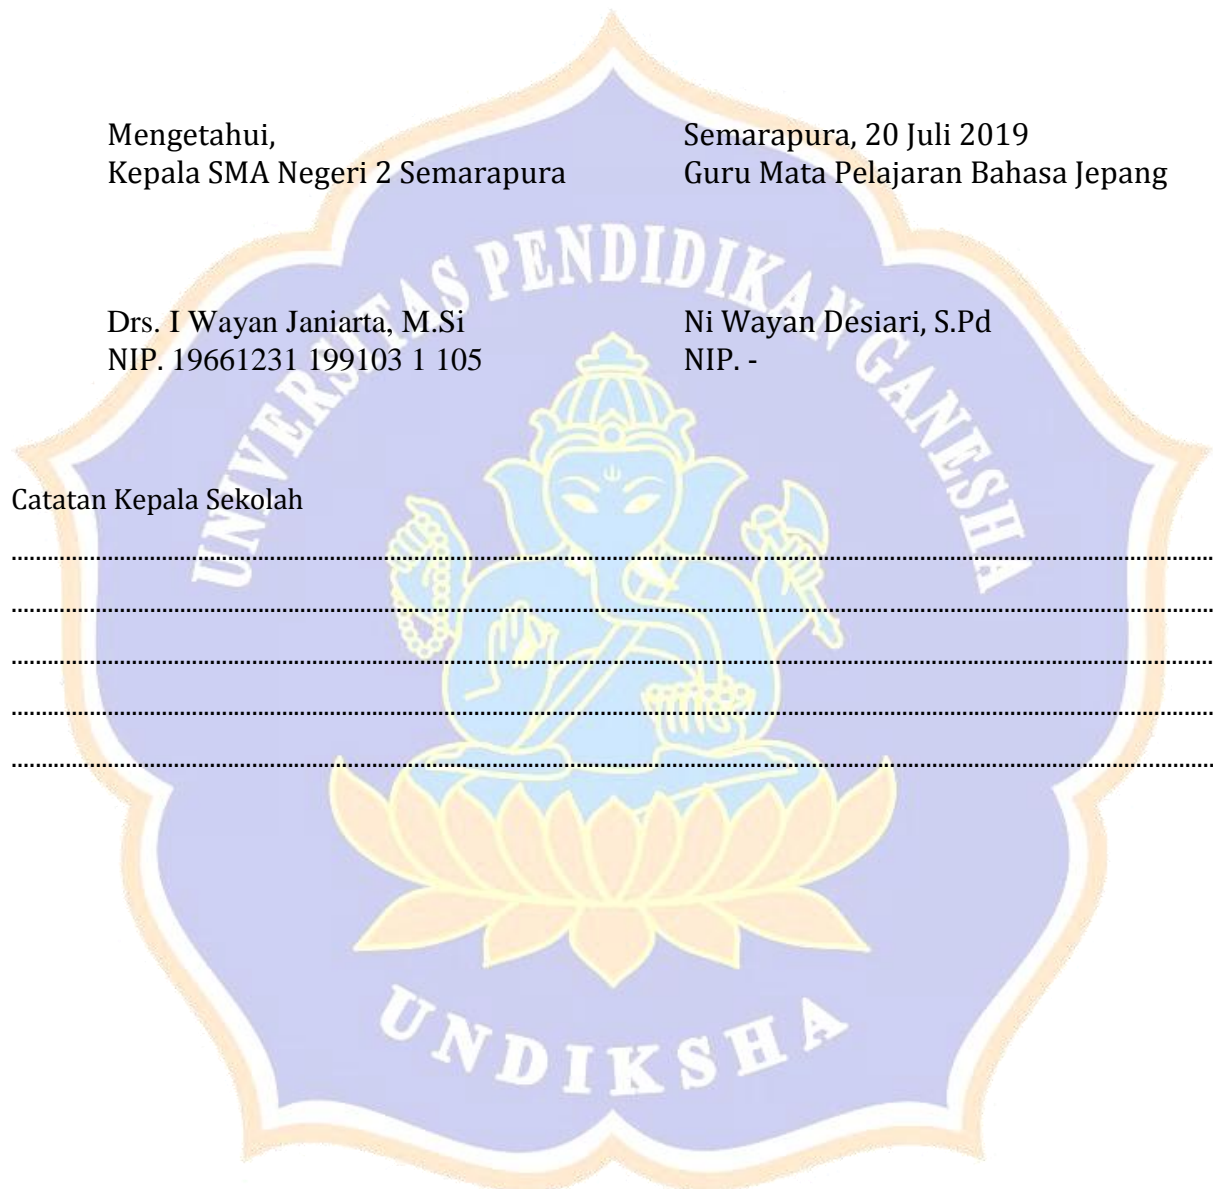 Mengetahui,
Kepala SMA Negeri 2 Semarapura
Semarapura, 20 Juli 2019
Guru Mata Pelajaran Bahasa Jepang
Drs. I Wayan Janiarta, M.Si
NIP. 19661231 199103 1 105
Ni Wayan Desiari, S.Pd
NIP. -
UNIVERSITAS PENDIDIKAN GANESHA
Catatan Kepala Sekolah
UNDIKSHA